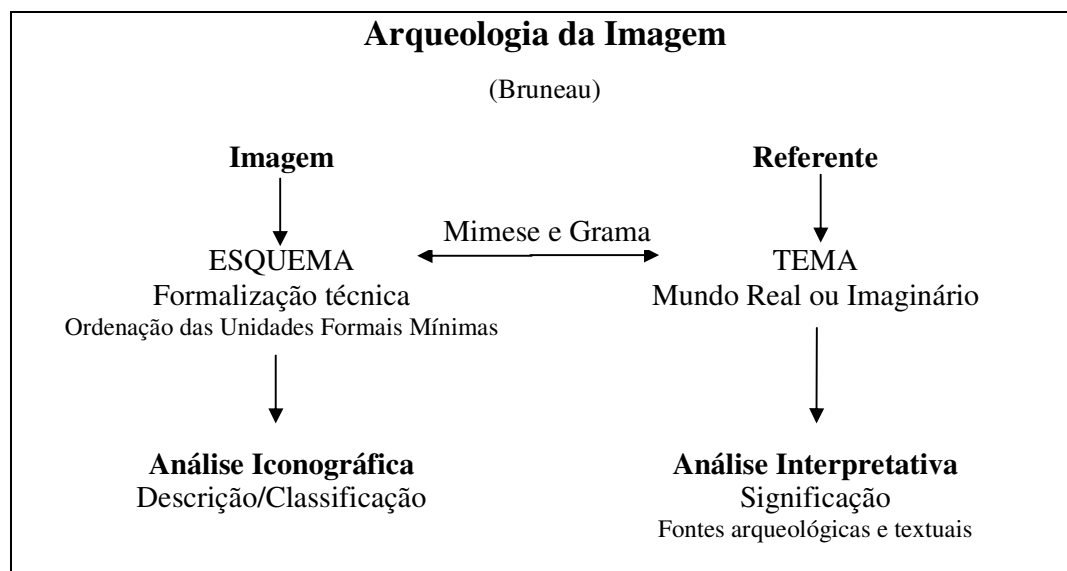 Arqueologia da Imagem
(Bruneau)
Imagem
Referente
Mimese e Grama
ESQUEMA
Formalização técnica
Ordenação das Unidades Formais Mínimas
TEMA
Mundo Real ou Imaginário
Análise Iconográfica
Descrição/Classificação
Análise Interpretativa
Significação
Fontes arqueológicas e textuais